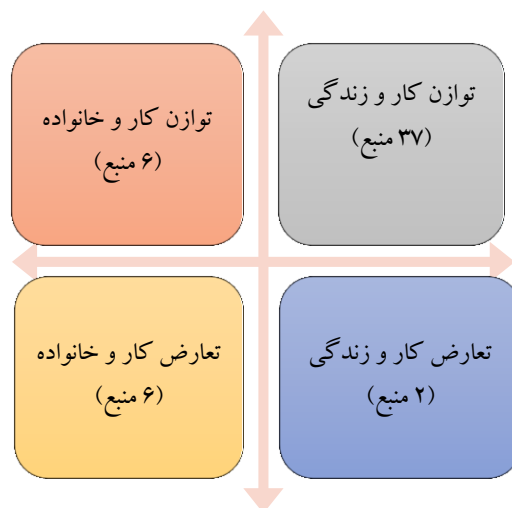 توازن کار و زندگی
(۳۷ منبع)
توازن کار و خانواده
(۶ منبع)
تعارض کار و زندگی
(۲ منبع)
تعارض کار و خانواده
(۶ منبع)